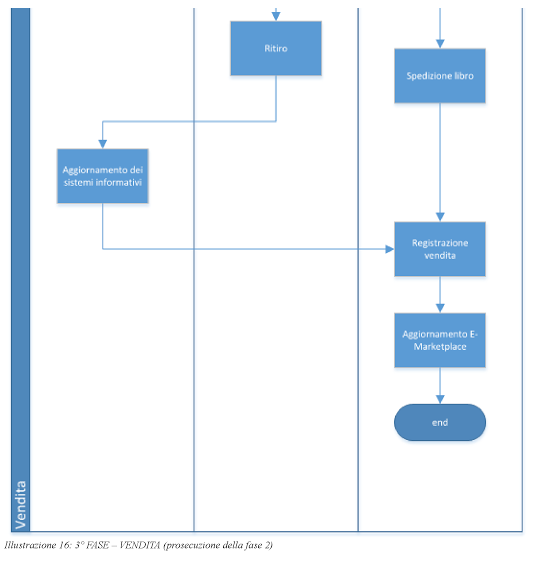 Ritiro
Spedizione libro
Aggiornamento dei
sistemi informativi
Registrazione
vendita
Aggiornamento E-
Marketplace
end
Vendita
Illustrazione 16: 3° FASE – VENDITA (prosecuzione della fase 2)